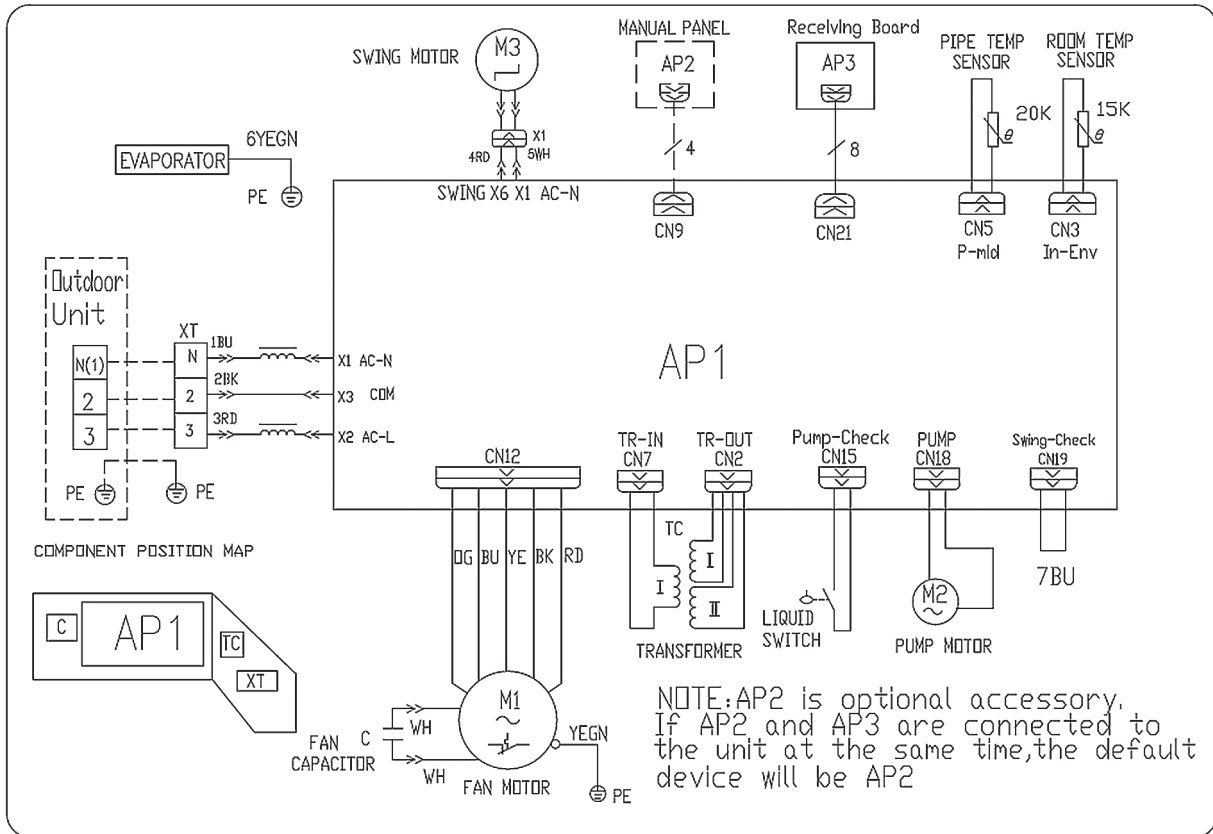 MANUAL PANEL
Receiving Board
PIPE TEMP
SENSOR
ROOM TEMP
SENSOR
SWING MOTOR
M3
AP2
AP3
20K
15K
θ
θ
X1
4RD
5WH
4
8
6YEGN
EVAPORATOR
PE
SWING X6 X1 AC-N
CN9
CN21
CN5
P-mid
CN3
In-Env
Outdoor
Unit
XT
N(1)
N
1BU
X1 AC-N
2
2
2BK
X3 COM
3
3
3RD
X2 AC-L
PE
PE
AP1
CN12
TR-IN
CN7
TR-OUT
CN2
Pump-Check
CN15
PUMP
CN18
Swing-Check
CN19
OG
BU
YE
BK
RD
TC
I
I
II
TRANSFORMER
LIQUID
SWITCH
M2
PUMP MOTOR
7BU
COMPONENT POSITION MAP
C
AP1
TC
XT
M1
FAN
CAPACITOR
C
WH
WH
FAN MOTOR
YEGN
PE
NOTE:AP2 is optional accessory.
If AP2 and AP3 are connected to
the unit at the same time,the default
device will be AP2